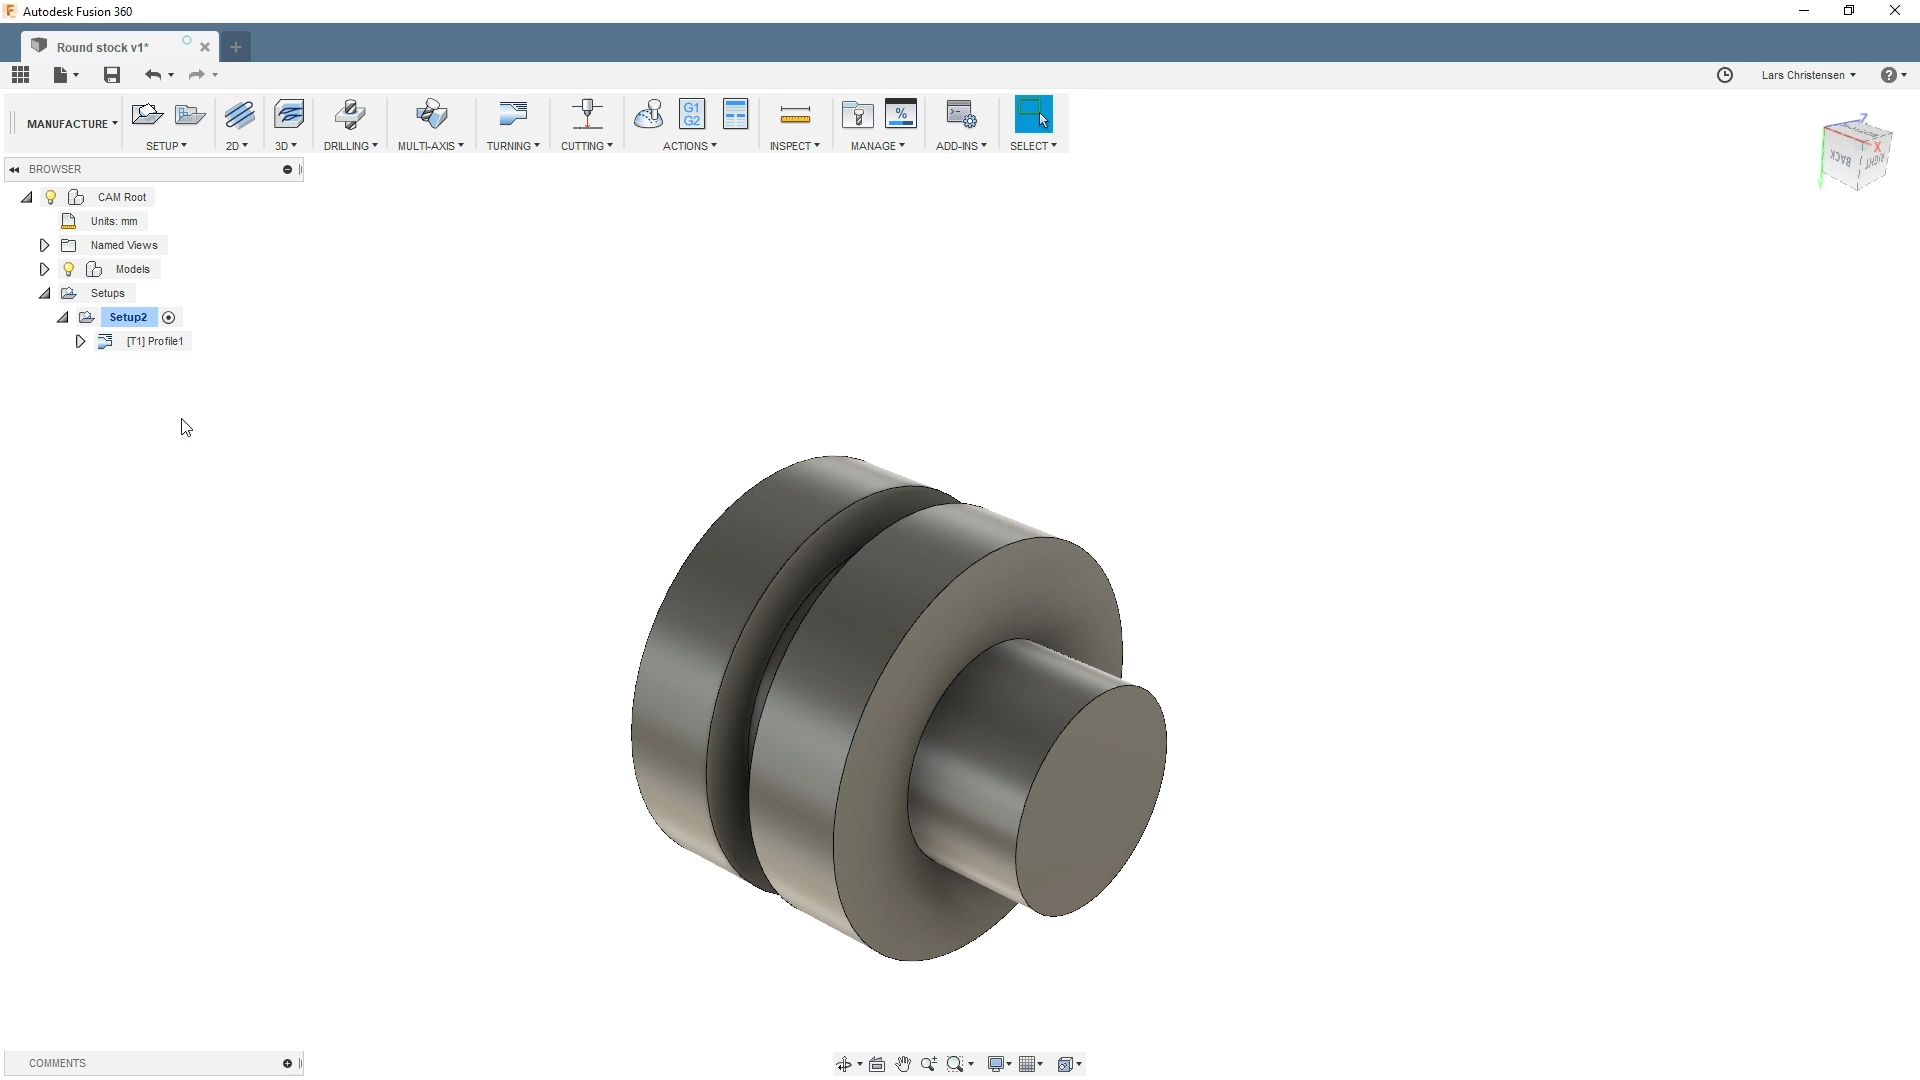 Autodesk Fusion 360
Round stock v1*
Lars Christensen
MANUFACTURE
G1
G2
%
SETUP
2D
3D
DRILLING
MULTI-AXIS
TURNING
CUTTING
ACTIONS
INSPECT
MANAGE
ADD-INS
SELECT
Z
X
BACK
RIGHT
BROWSER
CAM Root
Units: mm
Named Views
Models
Setups
Setup2
[T1] Profile1
COMMENTS